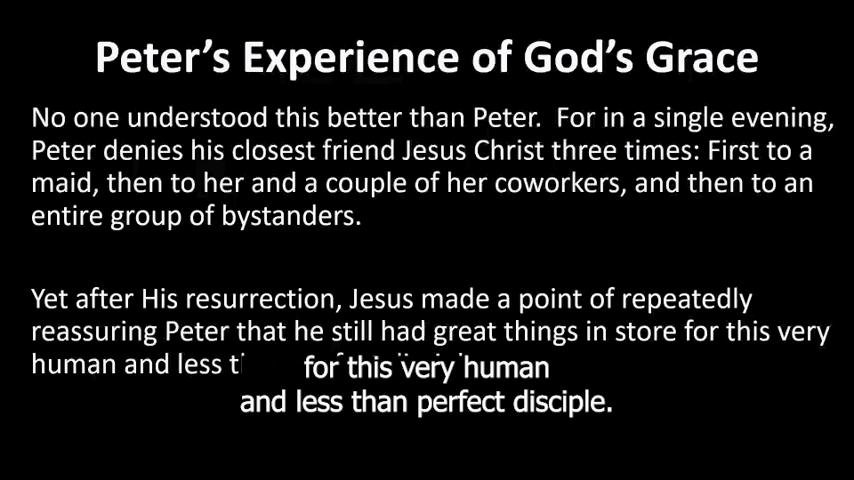 Peter’s Experience of God’s Grace
No one understood this better than Peter.  For in a single evening,
Peter denies his closest friend Jesus Christ three times: First to a
maid, then to her and a couple of her coworkers, and then to an
entire group of bystanders.
Yet after His resurrection, Jesus made a point of repeatedly
reassuring Peter that he still had great things in store for this very
human and less
for this very human
and less than perfect disciple.